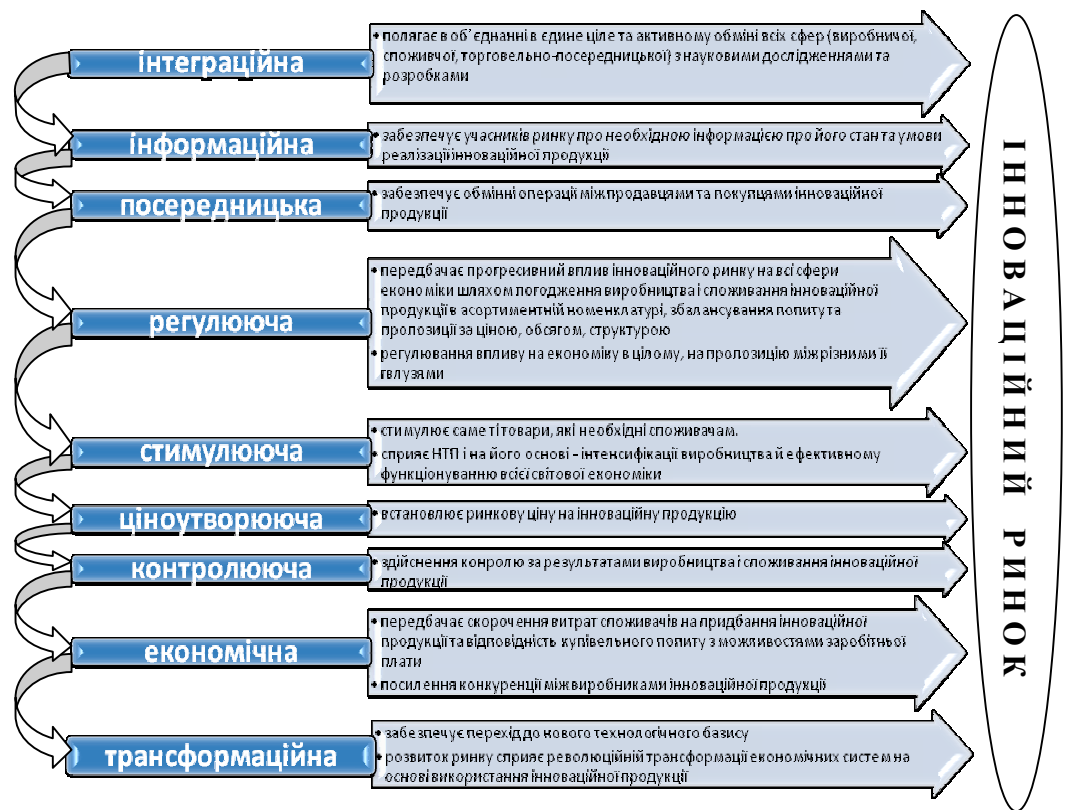 інтеграційна
• полягає в об'єднанні в єдине ціле та активному обміні всіх сфер (виробничої,
споживчої, торговельно-посередницької) з науковими дослідженнями та
розробками
інформаційна
• забезпечує учасників ринку про необхідною інформацією про його стан та умови
реалізації інноваційної продукції
посередницька
• забезпечує обмінні операції між продавцями та покупцями інноваційної
продукції
регулююча
• передбачає прогресивний вплив інноваційного ринку на всі сфери
економіки шляхом погодження виробництва і споживання інноваційної
продукції в асортиментній номенклатурі, збалансування попиту та
пропозиції за ціною, обсягом, структурою
• регулювання впливу на економіку в цілому, на пропозицію між різними її
гвлузями
стимулююча
• стимулює саме ті товари, які необхідні споживачам.
• сприяє НТП і на його основі - інтенсифікації виробництва й ефективному
функціонуванню всієї світової економіки
ціноутворююча
• встановлює ринкову ціну на інноваційну продукцію
контролююча
• здійснення конролю за результатами виробництва і споживання інноваційної
продукції
економічна
• передбачає скорочення витрат споживачів на придбання інноваційної
продукції та відповідність купівельного попиту з можливостями заробітньої
плати
• посилення конкуренції між виробниками інноваційної продукції
трансформаційна
• забезпечує перехід до нового технологічного базису
• розвиток ринку сприяє революційній трансформації економічних систем на
основі використання інноваційної продукції
ІННОВАЦІЙНИЙ РИНОК